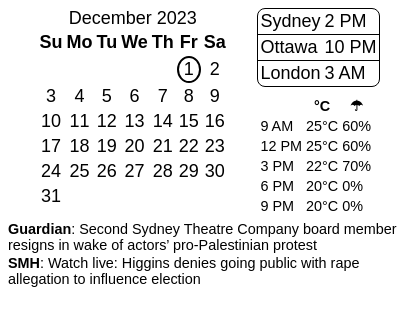 December 2023
Su Mo Tu We Th Fr Sa
1 2
3 4 5 6 7 8 9
10 11 12 13 14 15 16
17 18 19 20 21 22 23
24 25 26 27 28 29 30
31
Sydney 2 PM
Ottawa 10 PM
London 3 AM
°C ☂
9 AM 25°C 60%
12 PM 25°C 60%
3 PM 22°C 70%
6 PM 20°C 0%
9 PM 20°C 0%
Guardian: Second Sydney Theatre Company board member
resigns in wake of actors’ pro-Palestinian protest
SMH: Watch live: Higgins denies going public with rape
allegation to influence election